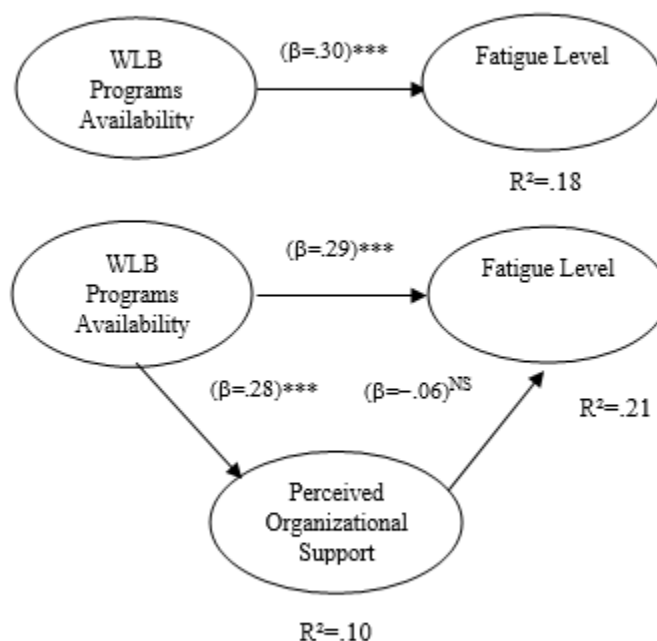 WLB
Programs
Availability
(β=.30)***
Fatigue Level
R²=.18
WLB
Programs
Availability
(β=.29)***
Fatigue Level
(β=.28)***
(β=−.06)ᴺˢ
R²=.21
Perceived
Organizational
Support
R²=.10